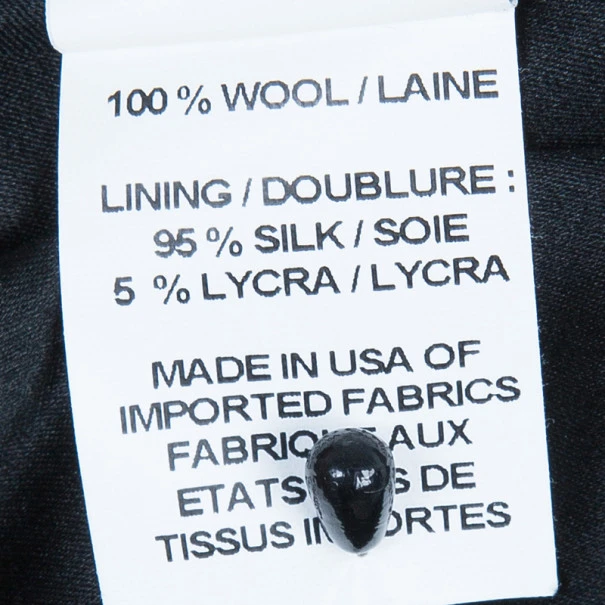 100 % WOOL / LAINE
LINING / DOUBLURE :
95 % SILK / SOIE
5 % LYCRA / LYCRA
MADE IN USA OF
IMPORTED FABRICS
AUX
DE
TISSUS